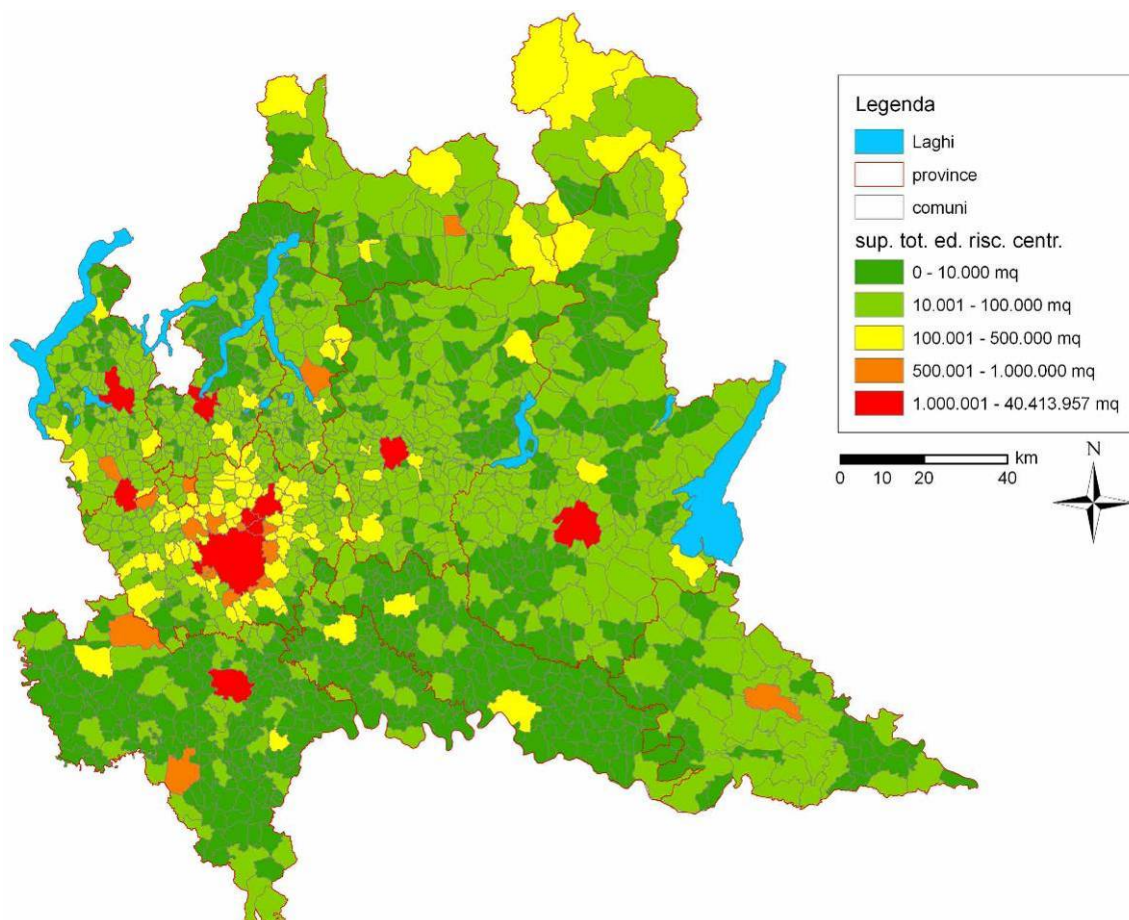 Legenda
Laghi
province
comuni
sup. tot. ed. risc. centr.
0 - 10.000 mq
10.001 - 100.000 mq
100.001 - 500.000 mq
500.001 - 1.000.000 mq
1.000.001 - 40.413.957 mq
km
0 10 20 40
N